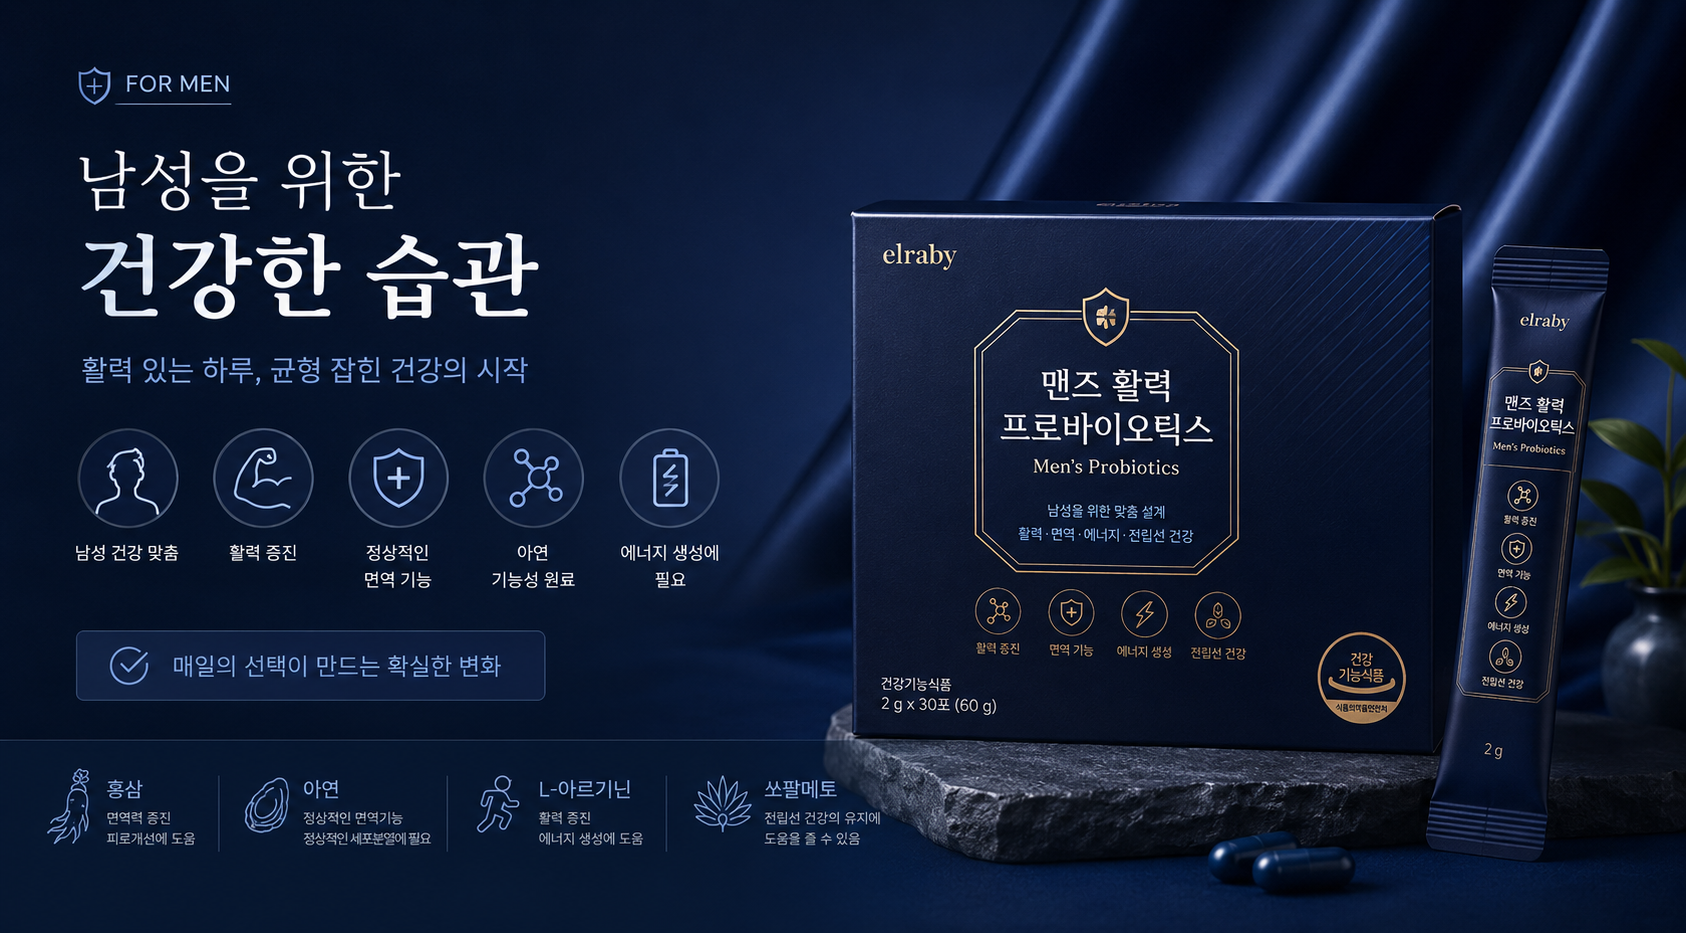 FOR MEN
남성을 위한
건강한 습관
활력 있는 하루, 균형 잡힌 건강의 시작
남성 건강 맞춤
활력 증진
정상적인
면역 기능
아연
기능성 원료
에너지 생성에
필요
매일의 선택이 만드는 확실한 변화
홍삼
면역력 증진
피로개선에 도움
아연
정상적인 면역기능
정상적인 세포분열에 필요
L-아르기닌
활력 증진
에너지 생성에 도움
쏘팔메토
전립선 건강의 유지에
도움을 줄 수 있음
elraby
맨즈 활력
프로바이오틱스
Men's Probiotics
남성을 위한 맞춤 설계
활력 · 면역 · 에너지 · 전립선 건강
활력 증진
면역 기능
에너지 생성
전립선 건강
건강기능식품
2 g x 30포 (60 g)
건강
기능식품
elraby
맨즈 활력
프로바이오틱스
Men's Probiotics
활력 증진
면역 기능
에너지 생성
전립선 건강
2 g